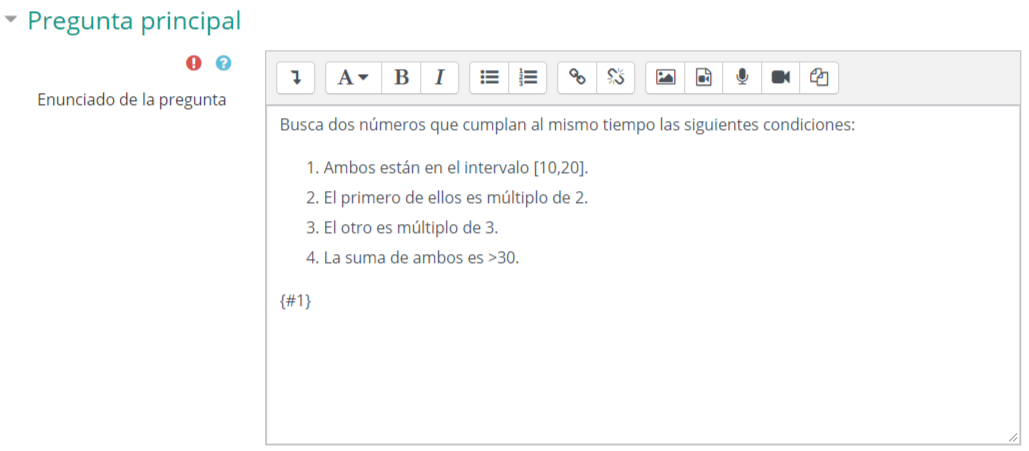 Pregunta principal
Enunciado de la pregunta
A B I
Busca dos números que cumplan al mismo tiempo las siguientes condiciones:
1. Ambos están en el intervalo [10,20].
2. El primero de ellos es múltiplo de 2.
3. El otro es múltiplo de 3.
4. La suma de ambos es >30.
{#1}